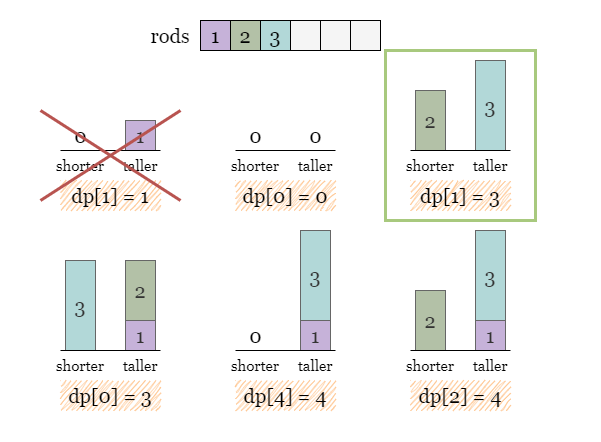 rods 1 2 3
0 1 0 0 2 3
shorter taller shorter taller shorter taller
dp[1] = 1 dp[0] = 0 dp[1] = 3
3 2 1 0 3 1 2 3 1
shorter taller shorter taller shorter taller
dp[0] = 3 dp[4] = 4 dp[2] = 4